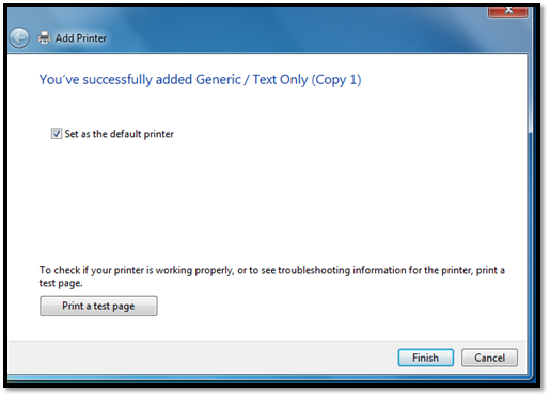 Add Printer
You've successfully added Generic / Text Only (Copy 1)
Set as the default printer
To check if your printer is working properly, or to see troubleshooting information for the printer, print a
test page.
Print a test page
Finish
Cancel